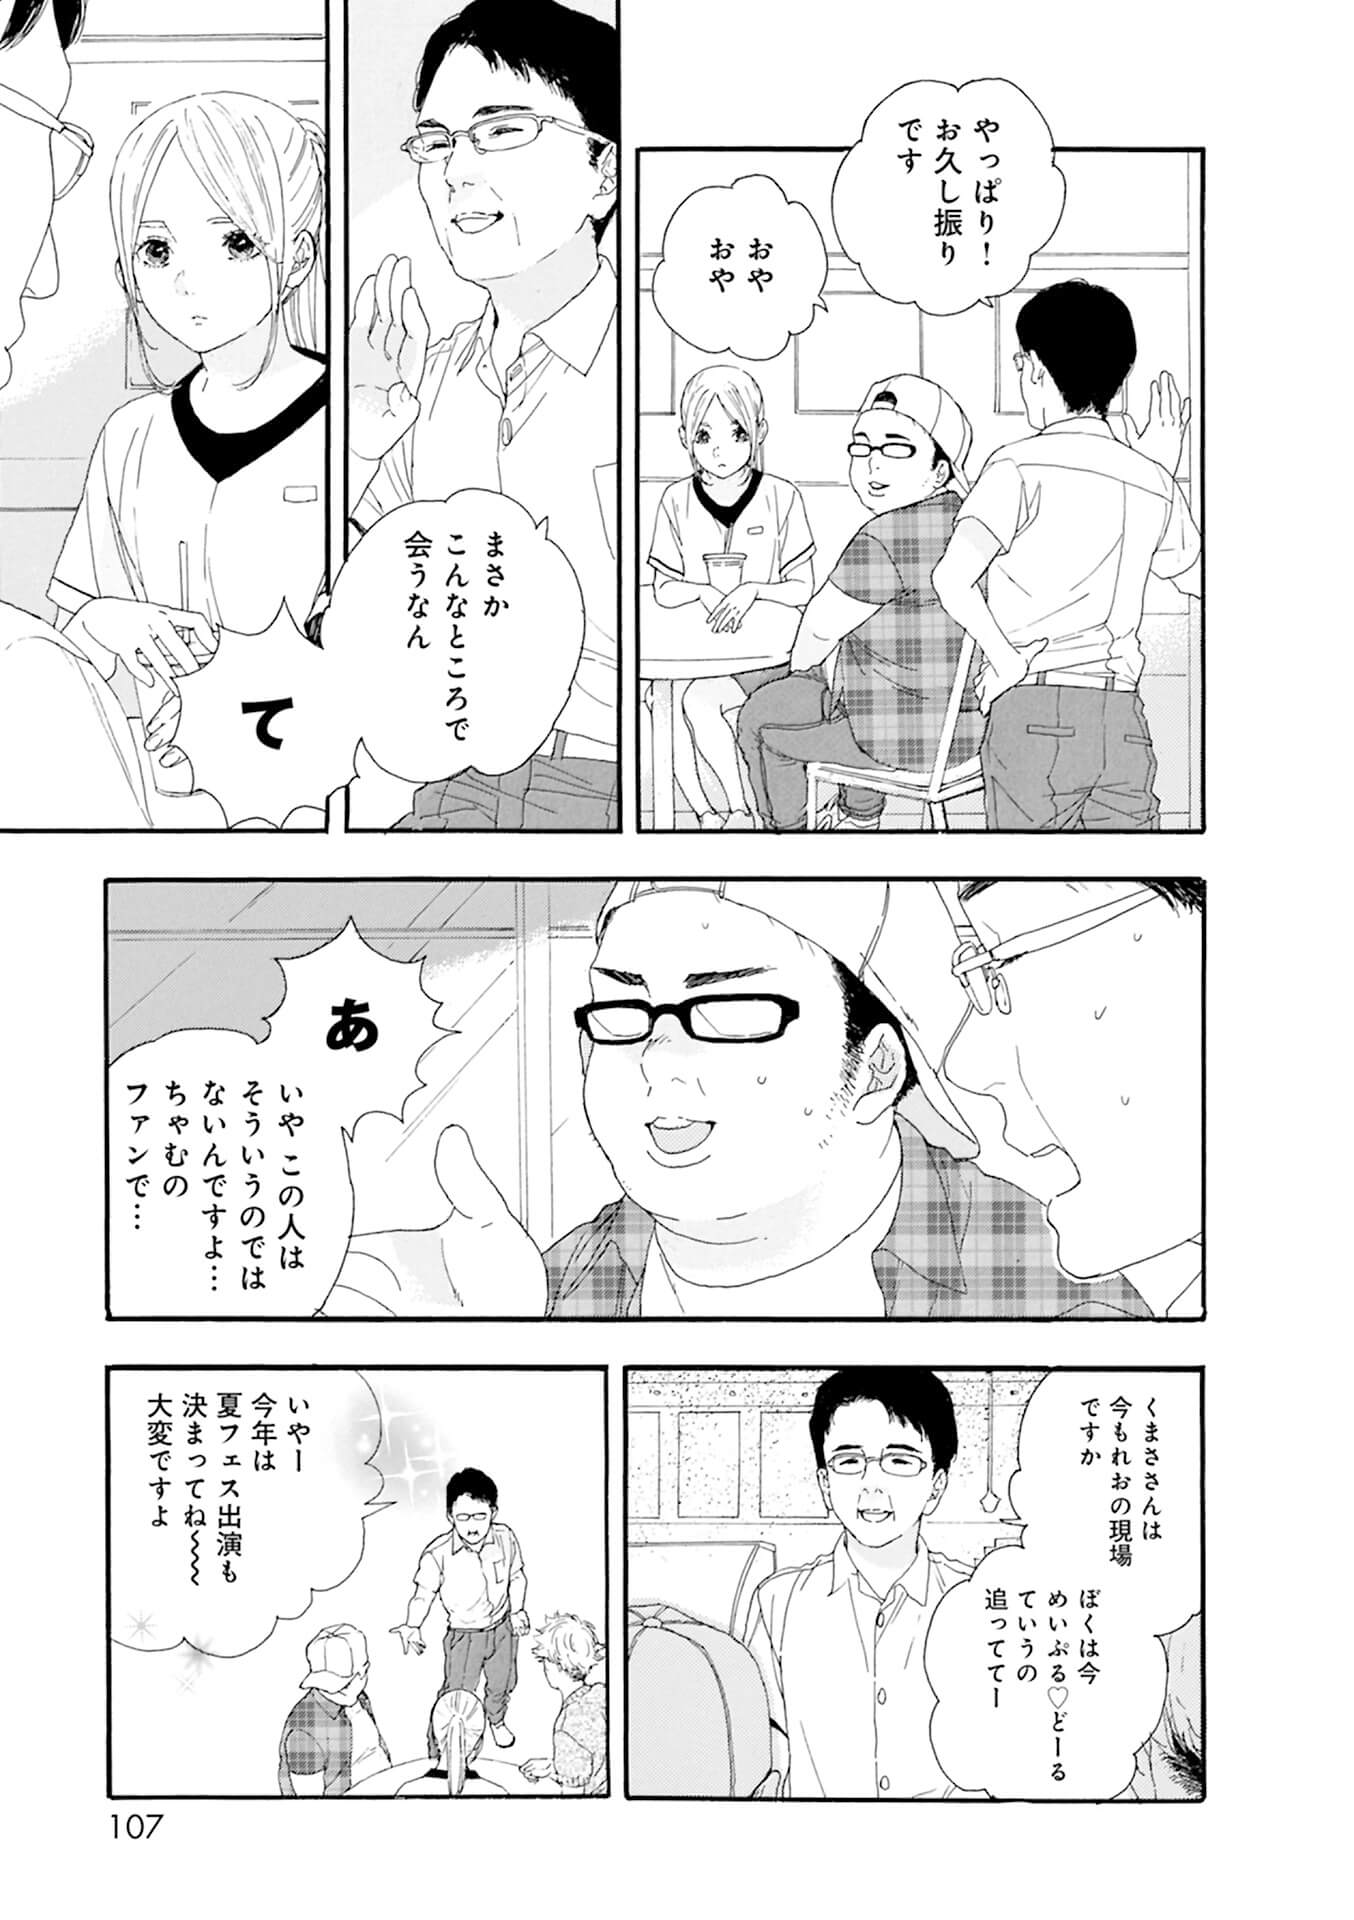 やっぱり！
お久し振り
です
おや
おや
まさか
こんなところで
会うなん
て
あ
いや この人は
そういうのでは
ないんですよ…
ちゃむの
ファンで…
くまささんは
今もれおの現場
ですか
ぼくは今
めいぷる♡どーる
ていうの
追っててー
いやー
今年は
夏フェス出演も
決まってね〜〜〜
大変ですよ
107